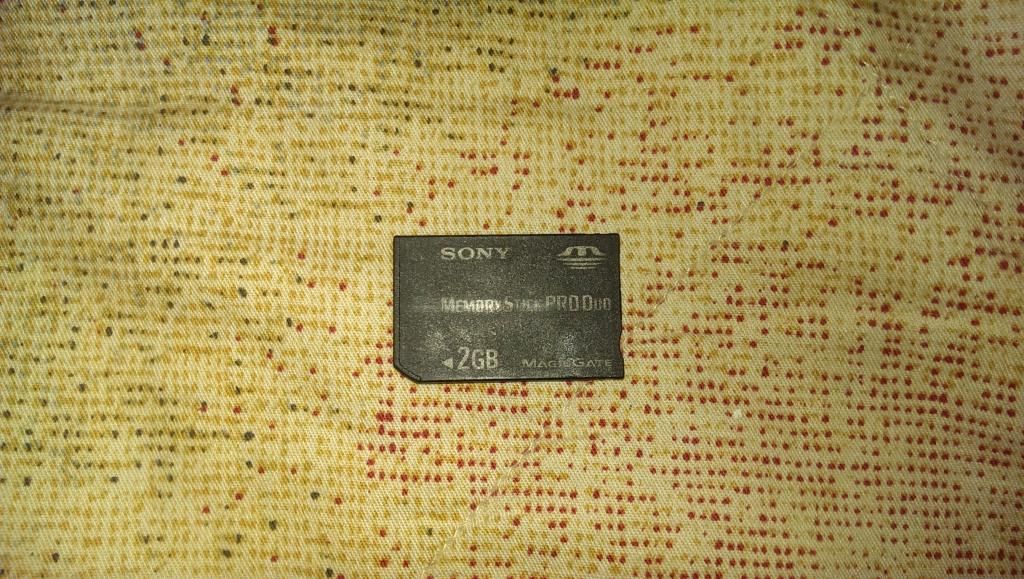 SONY
MEMORY STICK PRO DUO
2GB MAGICGATE